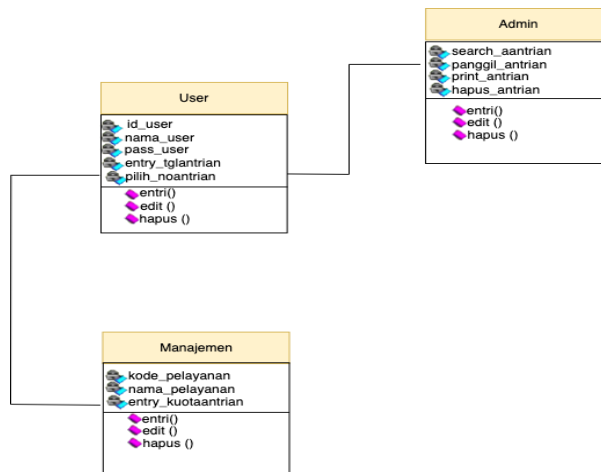 Admin
search_aantrian
panggil_antrian
print_antrian
hapus_antrian
entri()
edit ()
hapus ()
User
id_user
nama_user
pass_user
entry_tglantrian
pilih_noantrian
entri()
edit ()
hapus ()
Manajemen
kode_pelayanan
nama_pelayanan
entry_kuotaantrian
entri()
edit ()
hapus ()